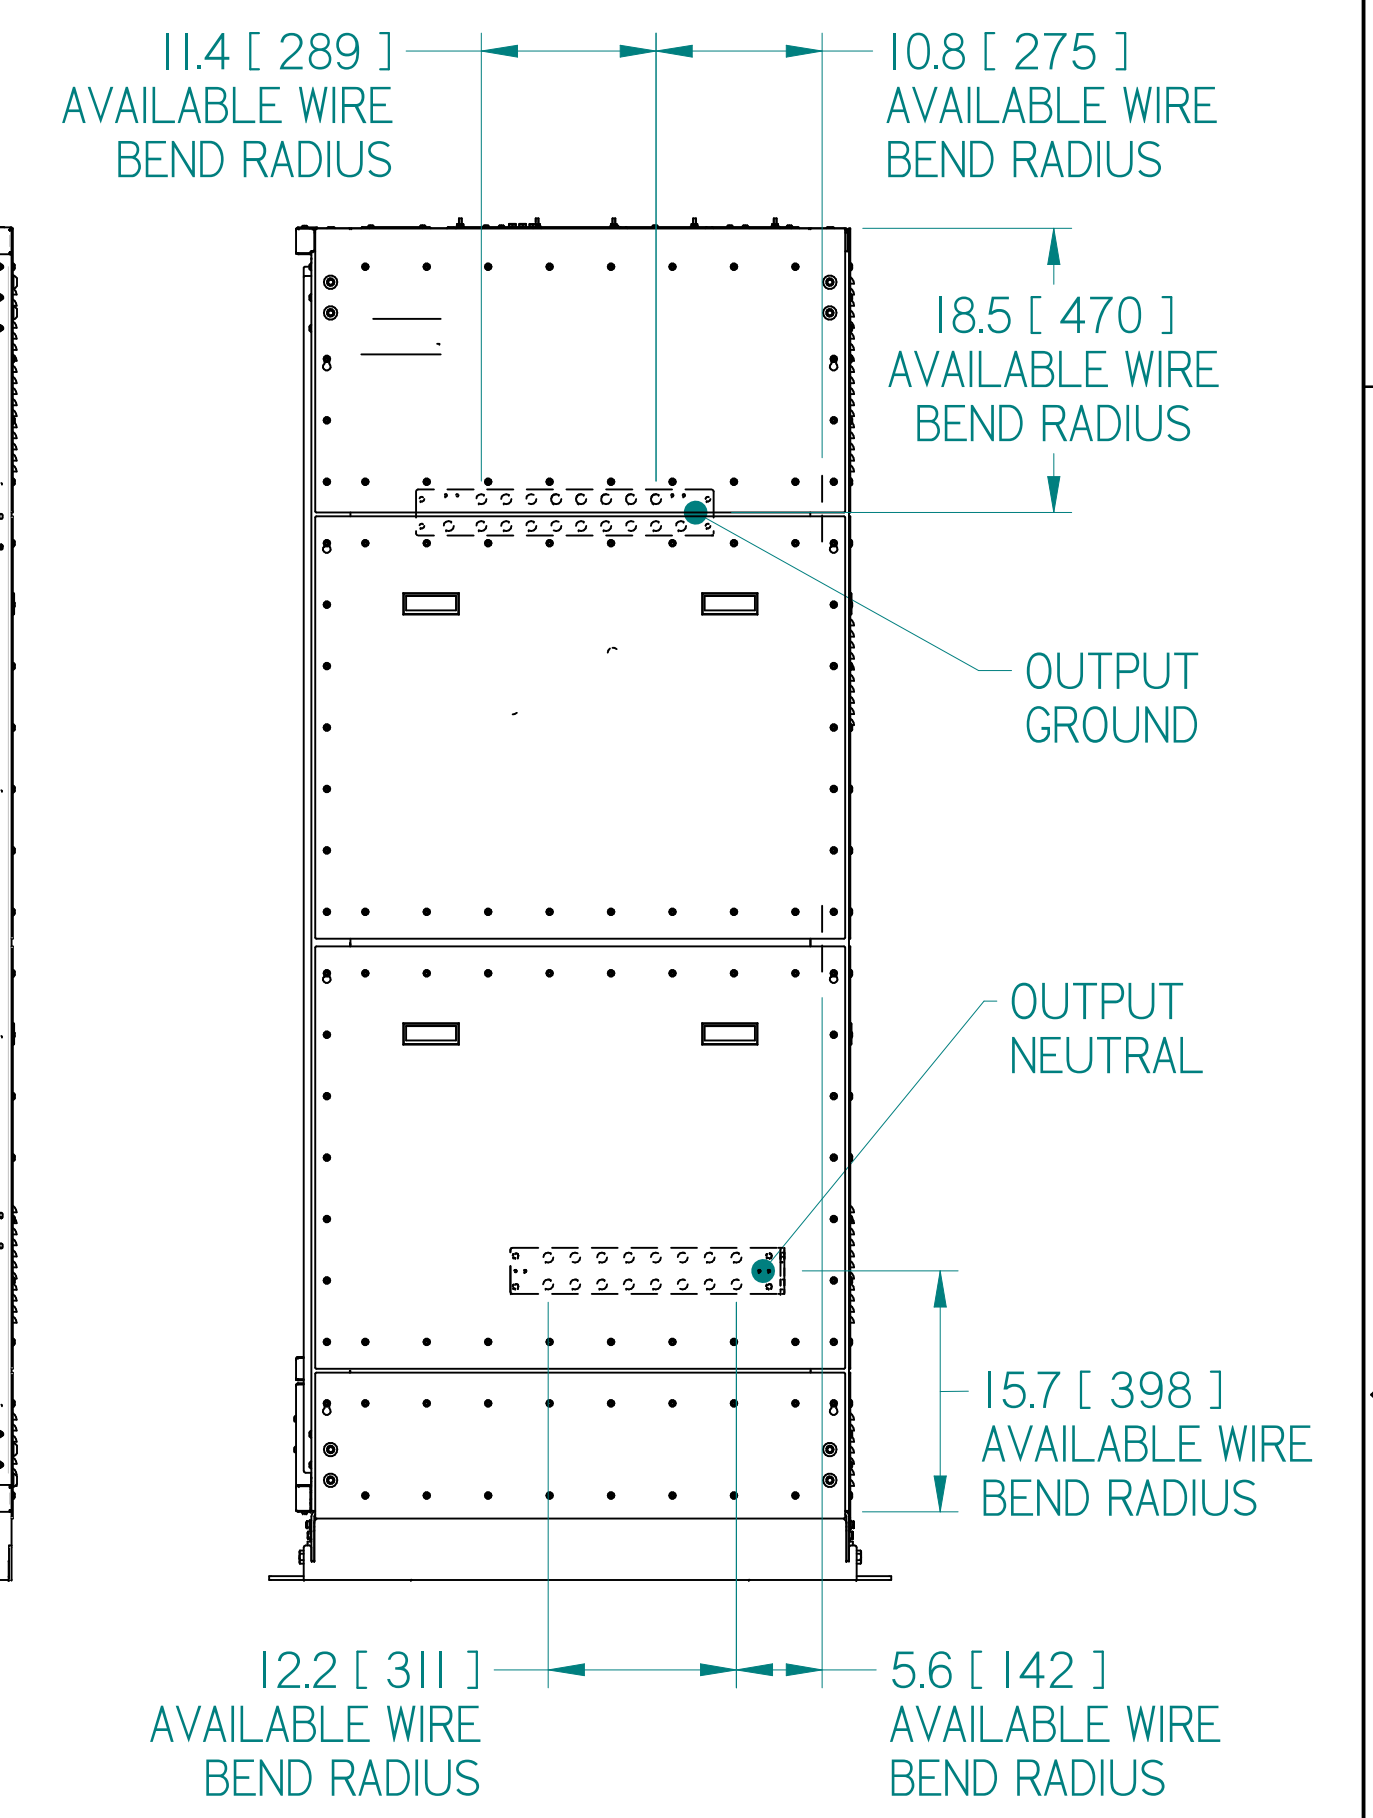 11.4 [ 289 ]
AVAILABLE WIRE
BEND RADIUS
10.8 [ 275 ]
AVAILABLE WIRE
BEND RADIUS
18.5 [ 470 ]
AVAILABLE WIRE
BEND RADIUS
OUTPUT
GROUND
OUTPUT
NEUTRAL
15.7 [ 398 ]
AVAILABLE WIRE
BEND RADIUS
12.2 [ 311 ]
AVAILABLE WIRE
BEND RADIUS
5.6 [ 142 ]
AVAILABLE WIRE
BEND RADIUS